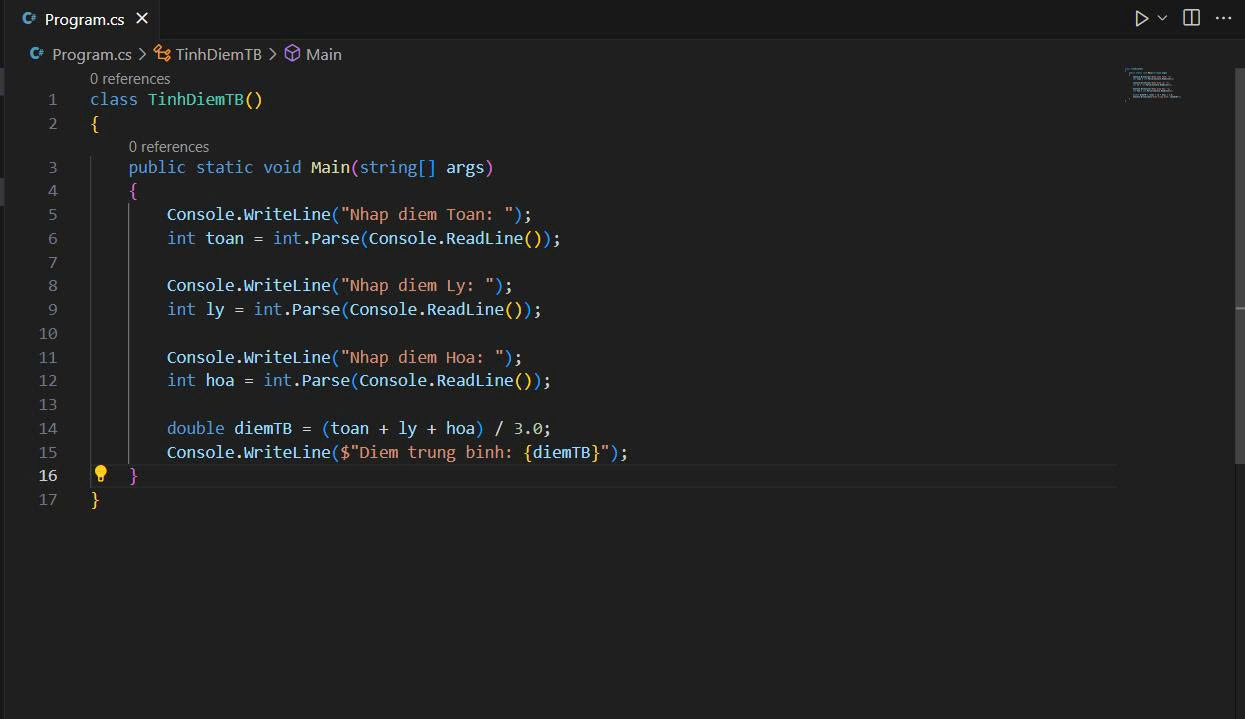 C# Program.cs
C# Program.cs > TinhDiemTB > Main
0 references
1 class TinhDiemTB()
2 {
0 references
3 public static void Main(string[] args)
4 {
5 Console.WriteLine("Nhap diem Toan: ");
6 int toan = int.Parse(Console.ReadLine());
7
8 Console.WriteLine("Nhap diem Ly: ");
9 int ly = int.Parse(Console.ReadLine());
10
11 Console.WriteLine("Nhap diem Hoa: ");
12 int hoa = int.Parse(Console.ReadLine());
13
14 double diemTB = (toan + ly + hoa) / 3.0;
15 Console.WriteLine($"Diem trung binh: {diemTB}");
16 }
17 }